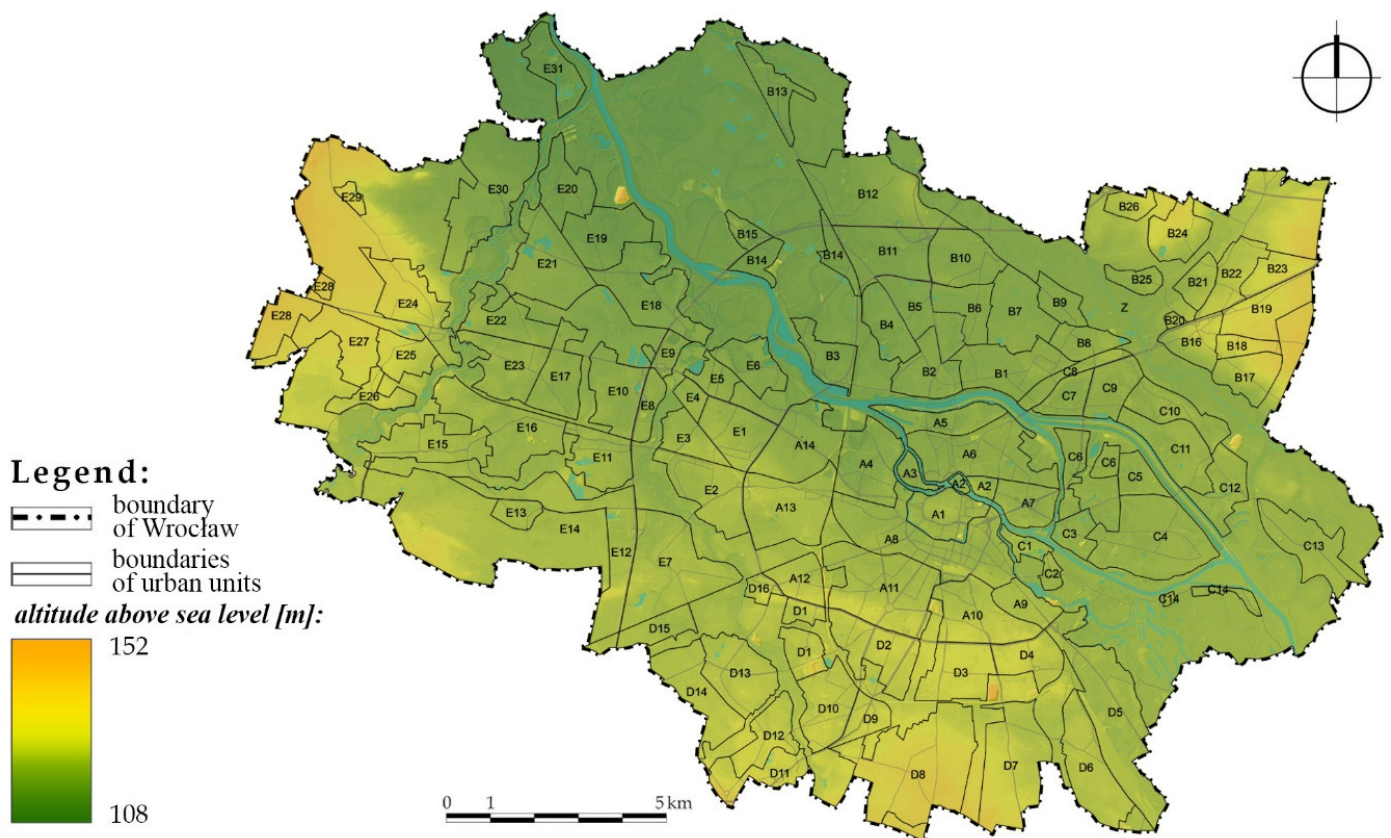 E31
B13
E29
E30
E20
B12
B26
B24
E19
B15
B14
B14
B11
B10
E21
B25
B21
B22
B23
E28
E24
E18
B9
Z
B19
E28
E22
B4
B5
B6
B7
B20
E27
E25
E9
B3
B8
B16
B18
E23
E17
E10
E5
E6
B2
B1
C8
B17
E26
E8
E4
C7
C9
C10
E15
E16
E3
E1
A14
A5
C11
E11
A4
A3
A6
C6
C6
C5
Legend:
boundary
of Wrocław
boundaries
of urban units
altitude above sea level [m]:
152
108
E2
A2
A2
C12
E13
E14
A13
A1
A7
E12
A8
C3
C4
C13
E7
C1
A12
A11
C2
D16
A10
A9
C14
C14
D15
D1
D1
D2
D3
D4
D13
D14
D10
D9
D5
D12
D11
D8
D7
D6
0 1 5 km